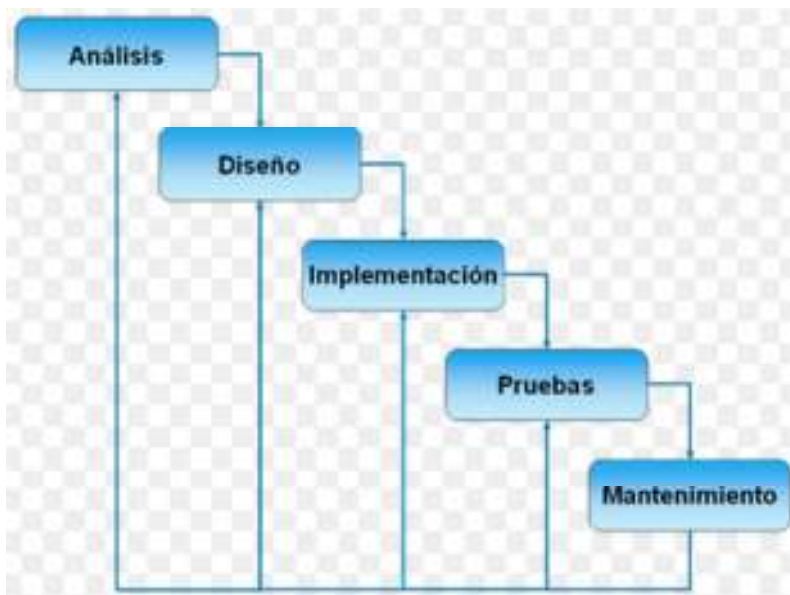 Análisis
Diseño
Implementación
Pruebas
Mantenimiento